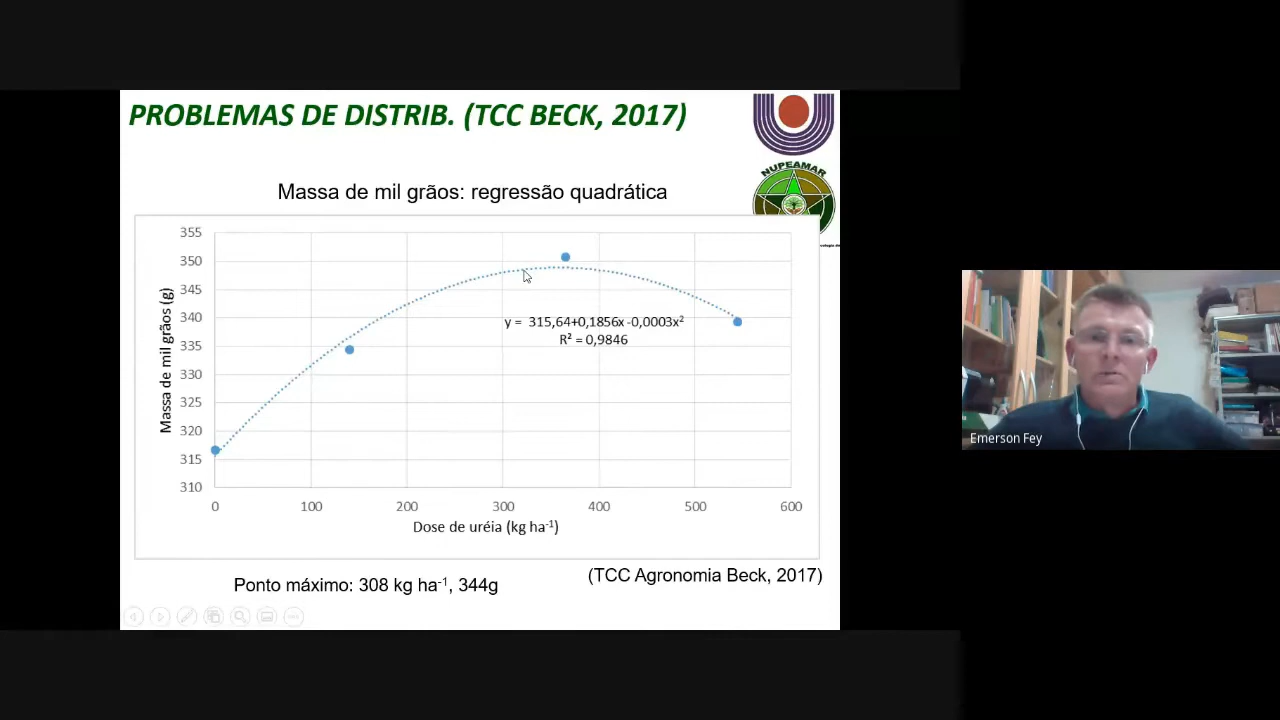 PROBLEMAS DE DISTRIB. (TCC BECK, 2017)
NUPEAMAR
Massa de mil grãos: regressão quadrática
355
350
345
340
335
330
325
320
315
310
Massa de mil grãos (g)
y = 315,64+0,1856x -0,0003x²
R² = 0,9846
0 100 200 300 400 500 600
Dose de uréia (kg ha⁻¹)
(TCC Agronomia Beck, 2017)
Ponto máximo: 308 kg ha⁻¹, 344g
Emerson Fey